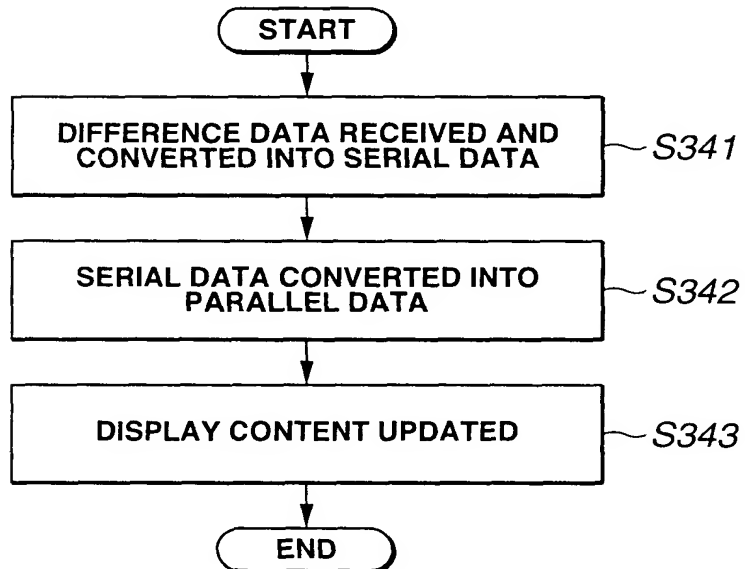 START
DIFFERENCE DATA RECEIVED AND
CONVERTED INTO SERIAL DATA
S341
SERIAL DATA CONVERTED INTO
PARALLEL DATA
S342
DISPLAY CONTENT UPDATED
S343
END